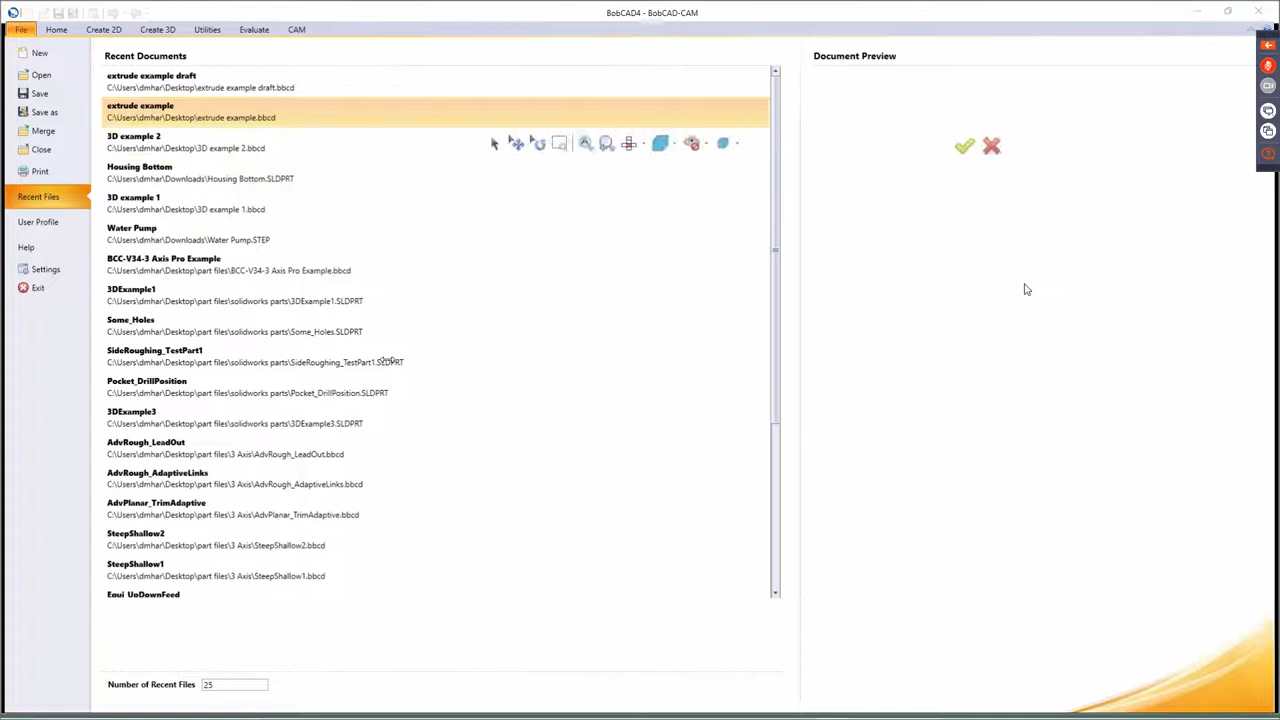 BobCAD4 - BobCAD-CAM
File Home Create 2D Create 3D Utilities Evaluate CAM
New
Open
Save
Save as
Merge
Close
Print
Recent Files
User Profile
Help
Settings
Exit
Recent Documents
extrude example draft
C:\Users\dmhar\Desktop\extrude example draft.bbcd
extrude example
C:\Users\dmhar\Desktop\extrude example.bbcd
3D example 2
C:\Users\dmhar\Desktop\3D example 2.bbcd
Housing Bottom
C:\Users\dmhar\Downloads\Housing Bottom.SLDPRT
3D example 1
C:\Users\dmhar\Desktop\3D example 1.bbcd
Water Pump
C:\Users\dmhar\Downloads\Water Pump.STEP
BCC-V34-3 Axis Pro Example
C:\Users\dmhar\Desktop\part files\BCC-V34-3 Axis Pro Example.bbcd
3DExample1
C:\Users\dmhar\Desktop\part files\solidworks parts\3DExample1.SLDPRT
Some_Holes
C:\Users\dmhar\Desktop\part files\solidworks parts\Some_Holes.SLDPRT
SideRoughing_TestPart1
C:\Users\dmhar\Desktop\part files\solidworks parts\SideRoughing_TestPart1.SLDPRT
Pocket_DrillPosition
C:\Users\dmhar\Desktop\part files\solidworks parts\Pocket_DrillPosition.SLDPRT
3DExample3
C:\Users\dmhar\Desktop\part files\solidworks parts\3DExample3.SLDPRT
AdvRough_LeadOut
C:\Users\dmhar\Desktop\part files\3 Axis\AdvRough_LeadOut.bbcd
AdvRough_AdaptiveLinks
C:\Users\dmhar\Desktop\part files\3 Axis\AdvRough_AdaptiveLinks.bbcd
AdvPlanar_TrimAdaptive
C:\Users\dmhar\Desktop\part files\3 Axis\AdvPlanar_TrimAdaptive.bbcd
SteepShallow2
C:\Users\dmhar\Desktop\part files\3 Axis\SteepShallow2.bbcd
SteepShallow1
C:\Users\dmhar\Desktop\part files\3 Axis\SteepShallow1.bbcd
Equi_UpDownFeed
Number of Recent Files 25
Document Preview